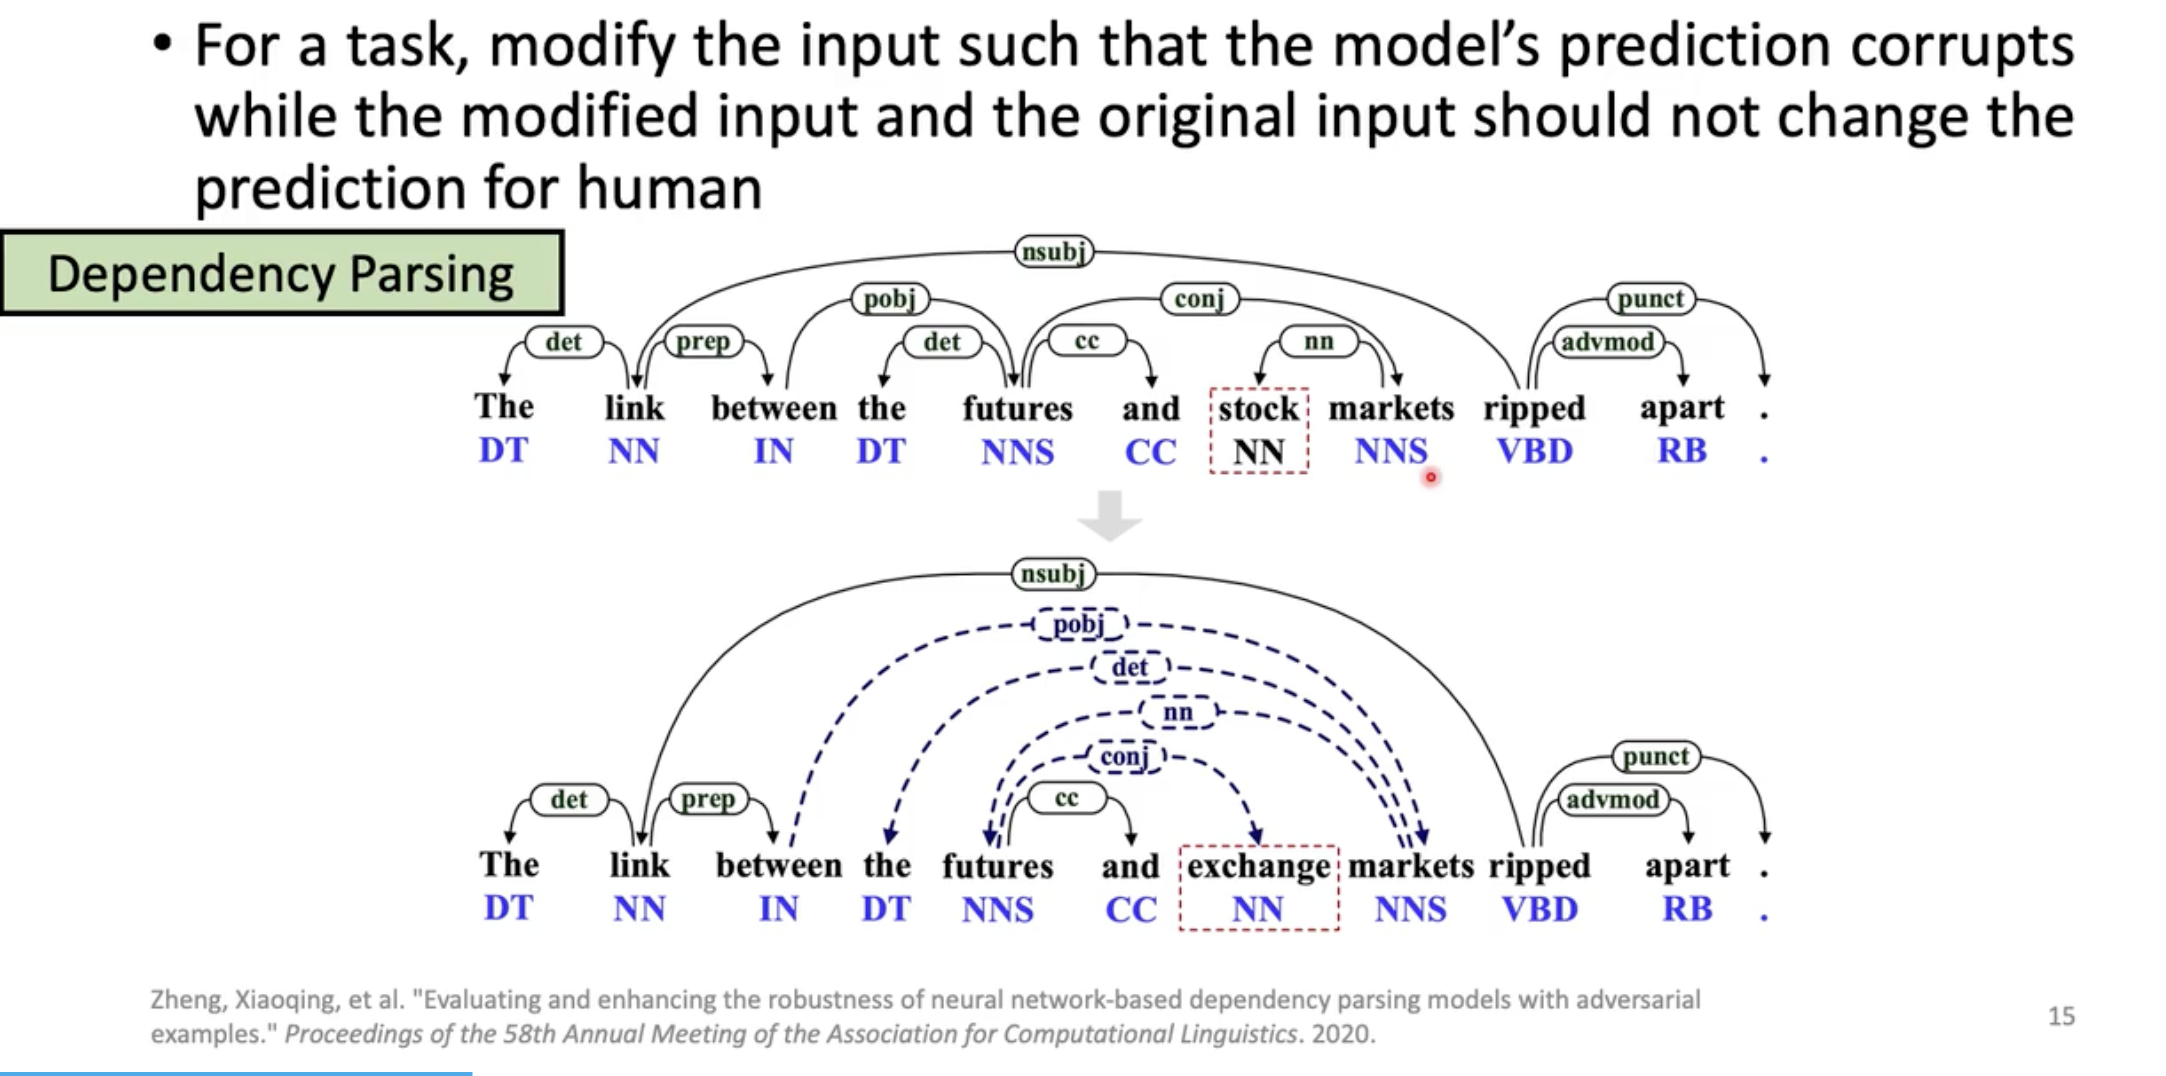 • For a task, modify the input such that the model’s prediction corrupts
while the modified input and the original input should not change the
prediction for human
Dependency Parsing
nsubj
pobj conj punct
det prep det cc nn advmod
The link between the futures and stock markets ripped apart .
DT NN IN DT NNS CC NN NNS VBD RB .
nsubj
pobj
det
nn
conj punct
det prep cc advmod
The link between the futures and exchange markets ripped apart .
DT NN IN DT NNS CC NN NNS VBD RB .
Zheng, Xiaoqing, et al. "Evaluating and enhancing the robustness of neural network-based dependency parsing models with adversarial
examples." Proceedings of the 58th Annual Meeting of the Association for Computational Linguistics. 2020.
15